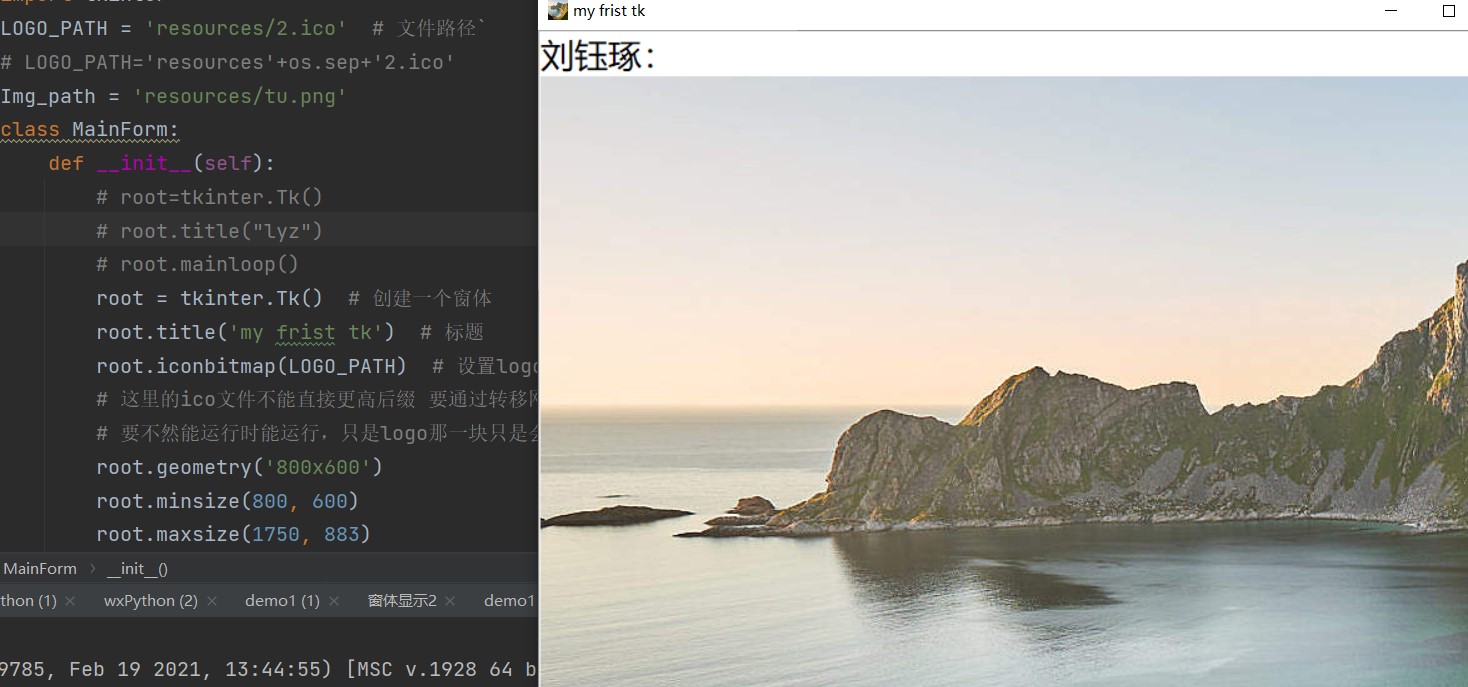 LOGO_PATH = 'resources/2.ico'  # 文件路径`
# LOGO_PATH='resources'+os.sep+'2.ico'
Img_path = 'resources/tu.png'
class MainForm:
def __init__(self):
# root=tkinter.Tk()
# root.title("lyz")
# root.mainloop()
root = tkinter.Tk()  # 创建一个窗体
root.title('my frist tk')  # 标题
root.iconbitmap(LOGO_PATH)  # 设置logo
# 这里的ico文件不能直接更高后缀 要通过转移
# 要不然能运行时能运行，只是logo那一块只是
root.geometry('800x600')
root.minsize(800, 600)
root.maxsize(1750, 883)
MainForm > __init__()
thon (1) × wxPython (2) × demo1 (1) × 窗体显示2 × demo1
9785, Feb 19 2021, 13:44:55) [MSC v.1928 64 b
my frist tk
刘钰琢：